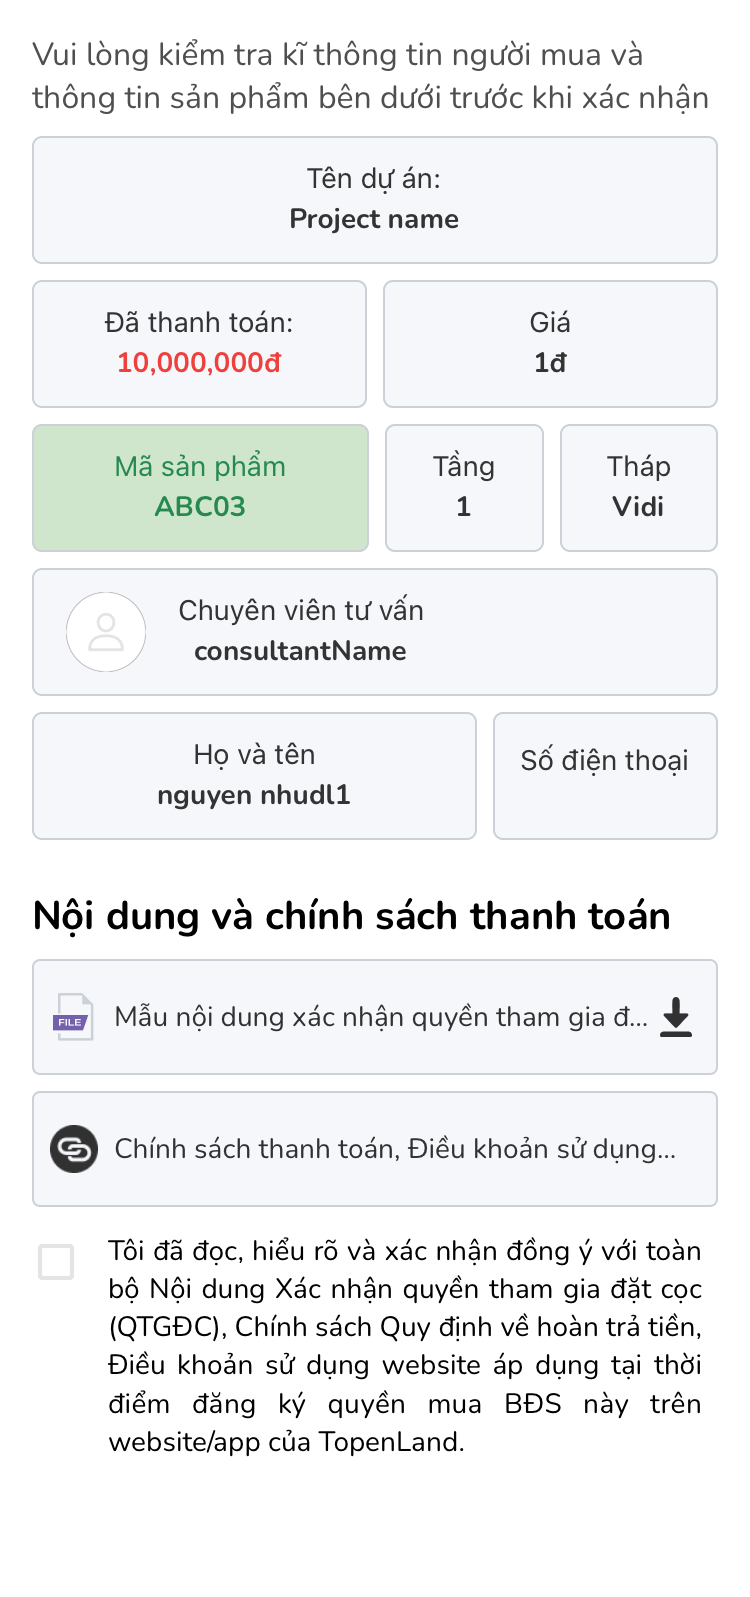 Vui lòng kiểm tra kĩ thông tin người mua và
thông tin sản phẩm bên dưới trước khi xác nhận
Tên dự án:
Project name
Đã thanh toán:
10,000,000đ
Giá
1đ
Mã sản phẩm
ABC03
Tầng
1
Tháp
Vidi
Chuyên viên tư vấn
consultantName
Họ và tên
nguyen nhudl1
Số điện thoại
Nội dung và chính sách thanh toán
FILE
Mẫu nội dung xác nhận quyền tham gia đ...
Chính sách thanh toán, Điều khoản sử dụng...
Tôi đã đọc, hiểu rõ và xác nhận đồng ý với toàn
bộ Nội dung Xác nhận quyền tham gia đặt cọc
(QTGĐC), Chính sách Quy định về hoàn trả tiền,
Điều khoản sử dụng website áp dụng tại thời
điểm đăng ký quyền mua BĐS này trên
website/app của TopenLand.